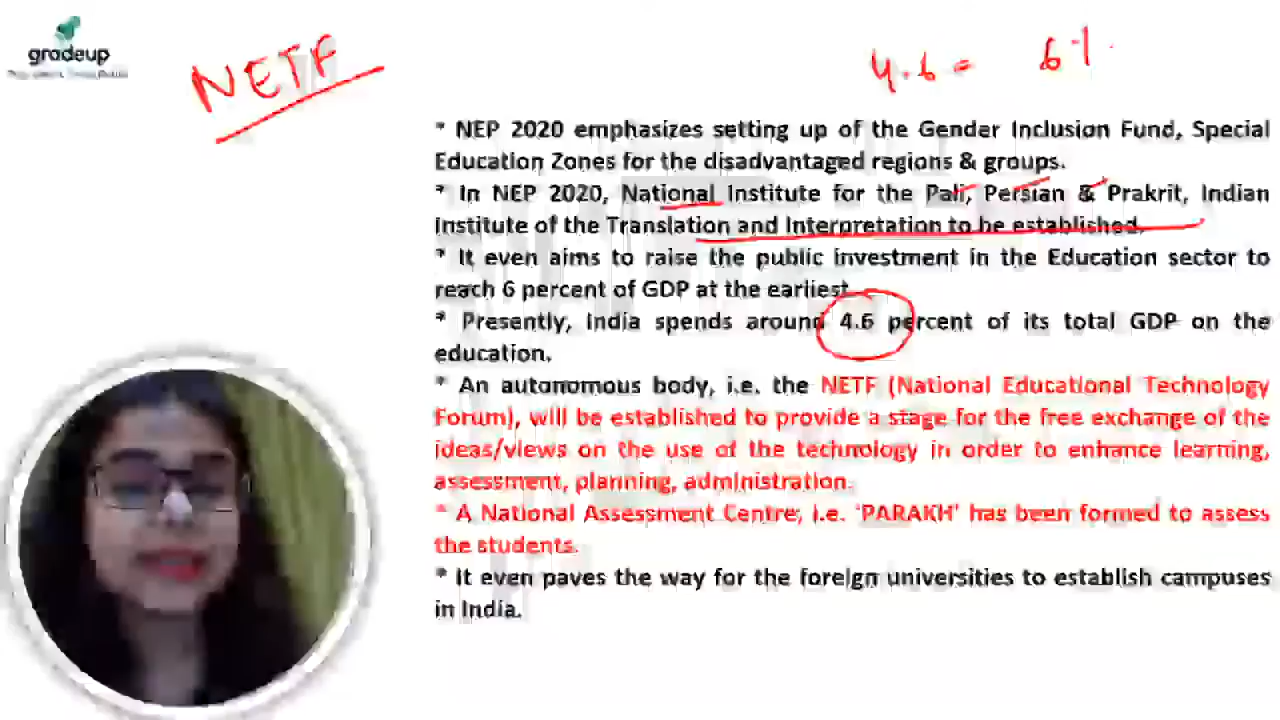 gradeup
NETF
4.6 = 6%
* NEP 2020 emphasizes setting up of the Gender Inclusion Fund, Special
Education Zones for the disadvantaged regions & groups.
* In NEP 2020, National Institute for the Pali, Persian & Prakrit, Indian
Institute of the Translation and Interpretation to be established.
* It even aims to raise the public investment in the Education sector to
reach 6 percent of GDP at the earliest.
* Presently, India spends around 4.6 percent of its total GDP on the
education.
* An autonomous body, i.e. the NETF (National Educational Technology
Forum), will be established to provide a stage for the free exchange of the
ideas/views on the use of the technology in order to enhance learning,
assessment, planning, administration.
* A National Assessment Centre, i.e. 'PARAKH' has been formed to assess
the students.
* It even paves the way for the foreign universities to establish campuses
in India.